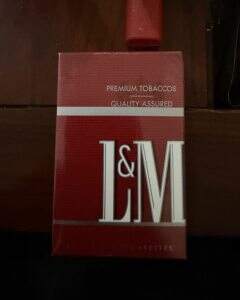 PREMIUM TOBACCOS
QUALITY ASSURED
L&M